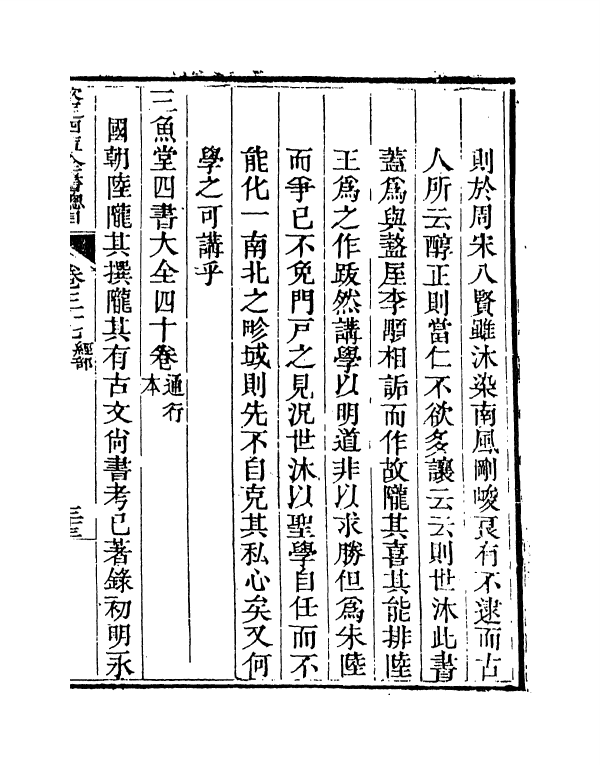 則於周宋八賢雖沐染南風剛峻良有不逮而古
人所云醇正則當仁不欲多讓云云則世沐此書
蓋爲與盩厔李顒相詬而作故隴其喜其能排陸
王爲之作跋然講學以明道非以求勝但爲朱陸
而爭已不免門戸之見況世沐以聖學自任而不
能化一南北之畛域則先不自克其私心矣又何
學之可講乎
三魚堂四書大全四十卷通行本
國朝陸隴其撰隴其有古文尚書考已著錄初明永
欽定四庫全書總目 卷三十七 經部 三三